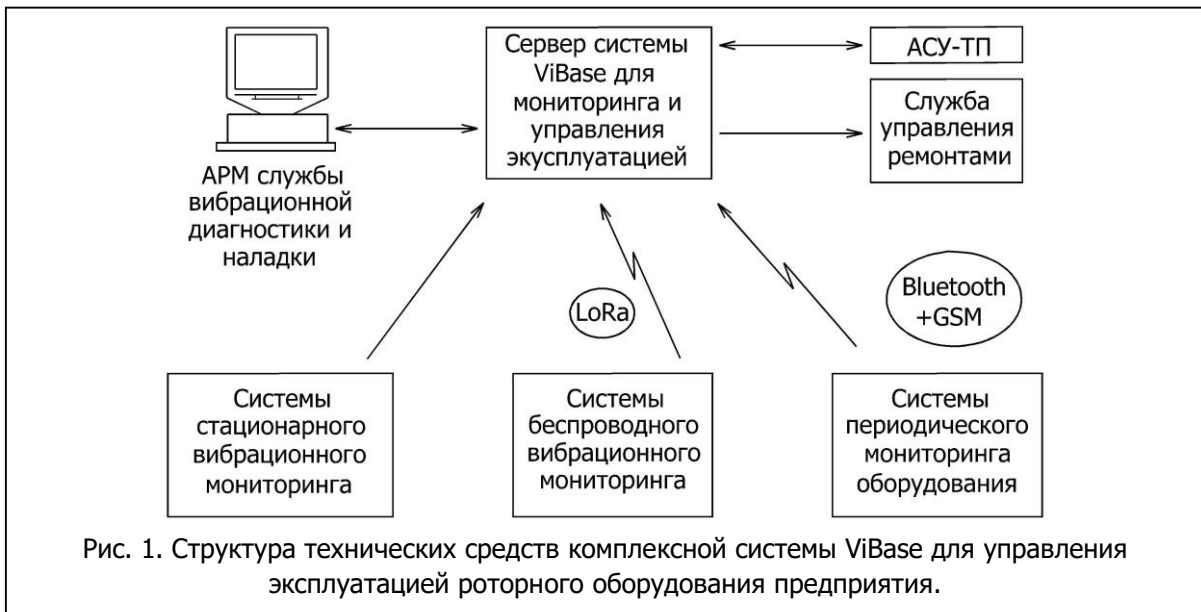 Сервер системы
ViBase для
мониторинга и
управления
экусплуатацией
АСУ-ТП
Служба
управления
ремонтами
АРМ службы
вибрационной
диагностики и
наладки
LoRa
Bluetooth
+GSM
Системы
стационарного
вибрационного
мониторинга
Системы
беспроводного
вибрационного
мониторинга
Системы
периодического
мониторинга
оборудования
Рис. 1. Структура технических средств комплексной системы ViBase для управления
эксплуатацией роторного оборудования предприятия.